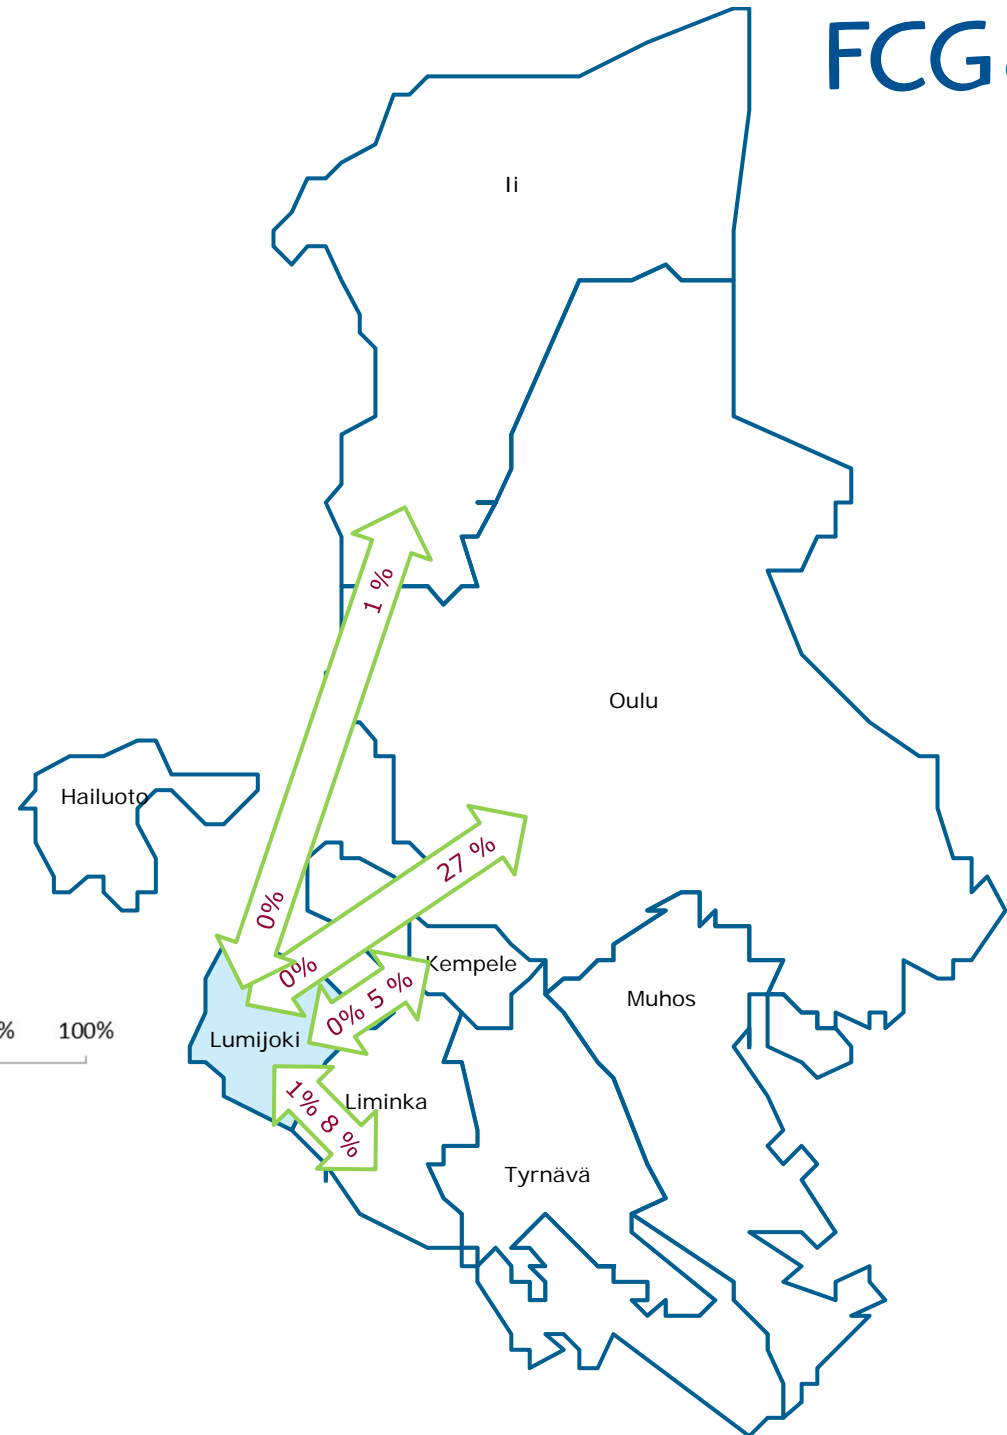 FCG
Ii
1 %
Oulu
Hailuoto
27 %
0%
0%
Kempele
0% 5 %
Muhos
% 100%
Lumijoki
1% 8 %
Liminka
Tyrnävä